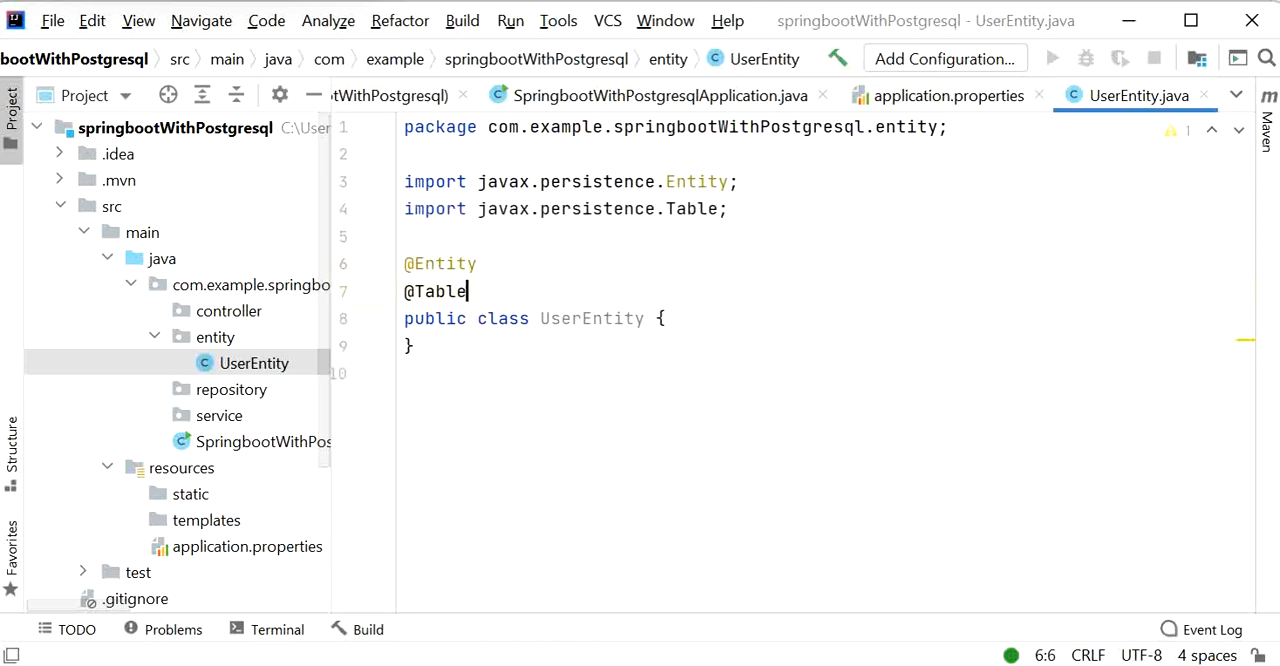 File Edit View Navigate Code Analyze Refactor Build Run Tools VCS Window Help springbootWithPostgresql - UserEntity.java
bootWithPostgresql src main java com example springbootWithPostgresql entity UserEntity Add Configuration...
Project tWithPostgresql) SpringbootWithPostgresqlApplication.java application.properties UserEntity.java
Project
Structure
Favorites
springbootWithPostgresql C:\User
.idea
.mvn
src
main
java
com.example.springbo
controller
entity
UserEntity
repository
service
SpringbootWithPos
resources
static
templates
application.properties
test
.gitignore
1 package com.example.springbootWithPostgresql.entity;
2
3 import javax.persistence.Entity;
4 import javax.persistence.Table;
5
6 @Entity
7 @Table
8 public class UserEntity {
9 }
10
1
m
Maven
TODO Problems Terminal Build Event Log
6:6 CRLF UTF-8 4 spaces